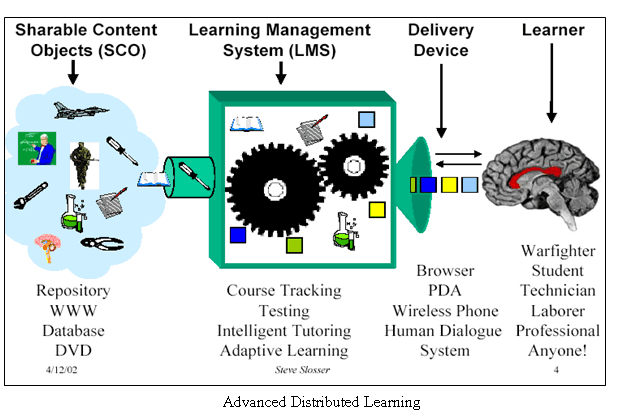 Sharable Content
Objects (SCO)
Learning Management
System (LMS)
Delivery
Device
Learner
Repository
WWW
Database
DVD
Course Tracking
Testing
Intelligent Tutoring
Adaptive Learning
Browser
PDA
Wireless Phone
Human Dialogue
System
Warfighter
Student
Technician
Laborer
Professional
Anyone!
4/12/02
Steve Slosser
4
Advanced Distributed Learning